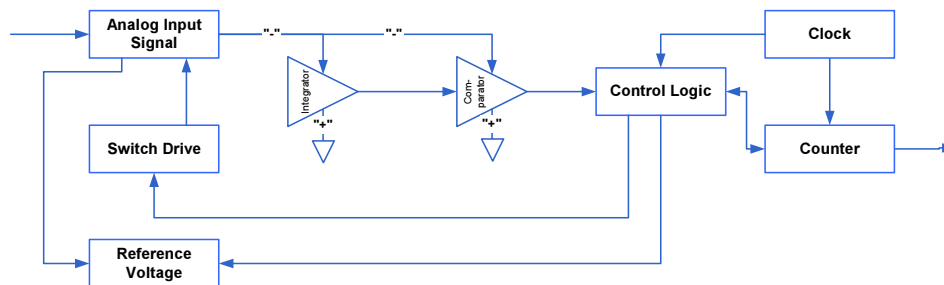 Analog Input
Signal
"-"
"-"
Clock
Integrator
Com-
parator
Control Logic
"+"
"+"
Switch Drive
Counter
Reference
Voltage